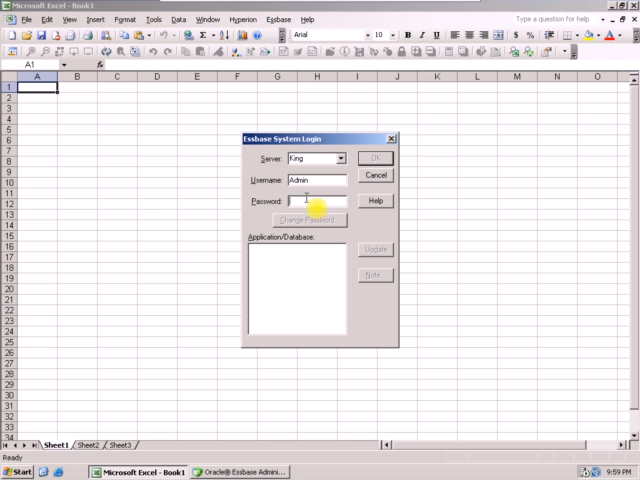 Microsoft Excel - Book1
File Edit View Insert Format Tools Data Window Hyperion Essbase Help
Type a question for help
Arial 10 B I U $ %
A1 fx
A B C D E F G H I J K L M N O
1
2
3
4
5
6
7
8
9
10
11
12
13
14
15
16
17
18
19
20
21
22
23
24
25
26
27
28
29
30
31
32
33
34
Essbase System Login
Server: King OK
Username: Admin Cancel
Password: Help
Change Password...
Application/Database:
Update
Note...
Sheet1 Sheet2 Sheet3
Ready
Start Microsoft Excel - Book1 Oracle® Essbase Admini... 9:59 PM